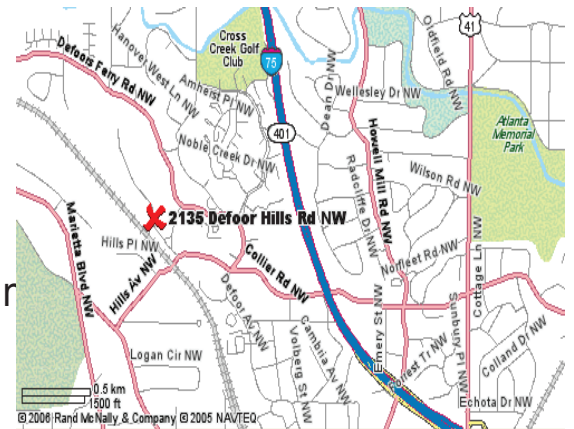 Cross
Creek Golf
Club
75
41
Oldfield Rd NW
Hanover West Ln NW
Defoors Ferry Rd NW
Amherst Pl NW
Dean Dr NW
Wellesley Dr NW
401
Atlanta
Memorial
Park
Noble Creek Dr NW
Howell Mill Rd NW
Radcliffe Dr NW
Wilson Rd NW
2135 Defoor Hills Rd NW
Marietta Blvd NW
Hills Pl NW
Hills Av NW
Collier Rd NW
Norfleet Rd NW
Cottage Ln NW
r
Defoor Av NW
Volberg St NW
Cambria Av NW
Emery St NW
Sunbury Pl NW
Colland Dr NW
Logan Cir NW
Tr NW
Echota Dr NW
0.5 km
1500 ft
© 2006 Rand McNally & Company © 2005 NAVTEQ